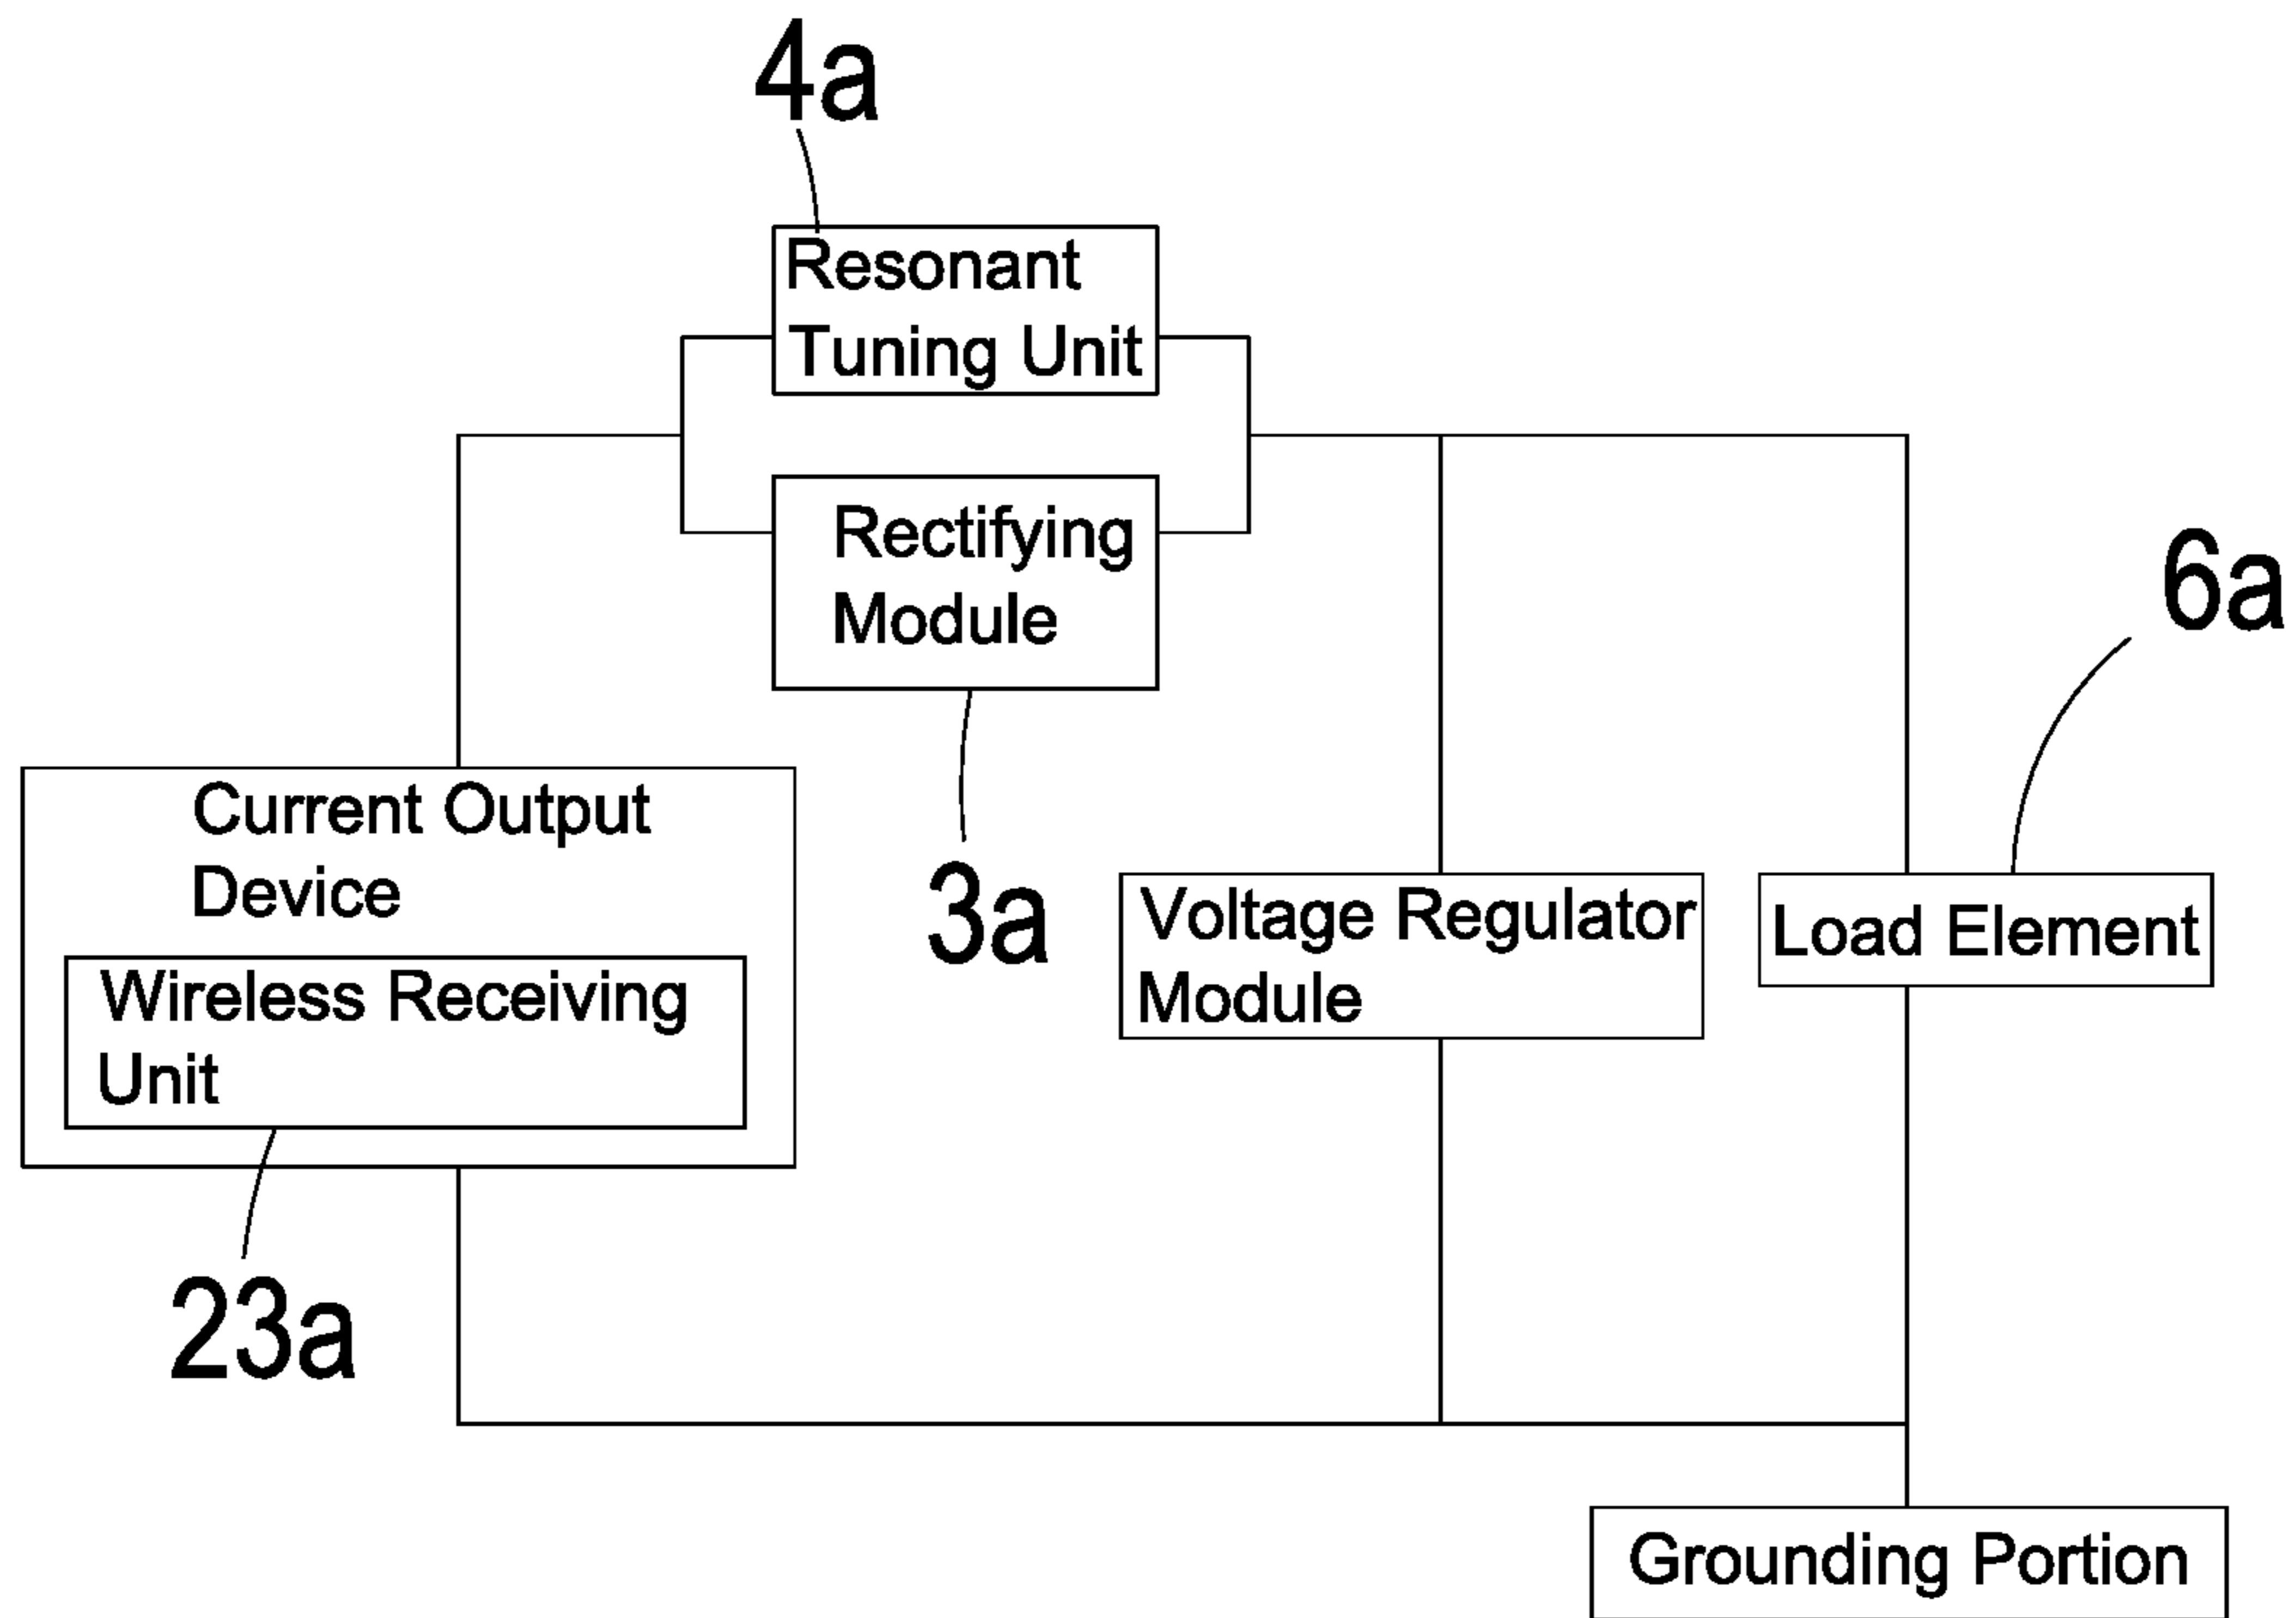 4a
Resonant
Tuning Unit
Rectifying
Module
6a
Current Output
Device
3a
Voltage Regulator
Module
Load Element
Wireless Receiving
Unit
23a
Grounding Portion